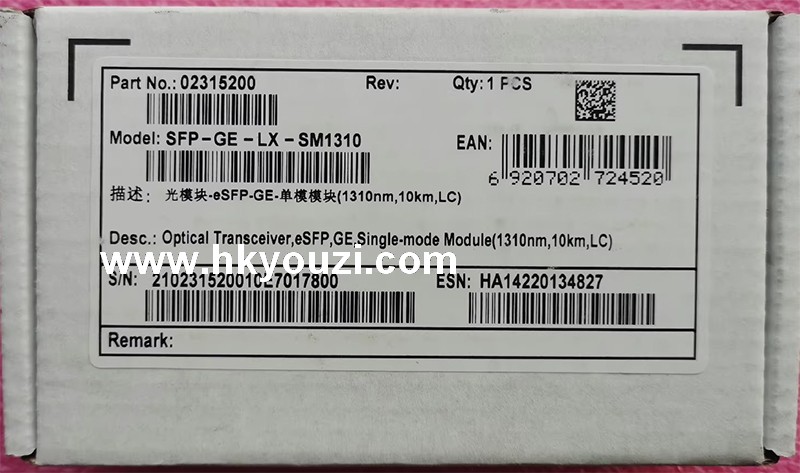 Part No.: 02315200 Rev: Qty: 1 PCS
Model: SFP-GE-LX-SM1310 EAN:
6 920702 724520
描述: 光模块-eSFP-GE-单模模块(1310nm,10km,LC)
Desc.: Optical Transceiver,eSFP,GE,Single-mode Module(1310nm,10km,LC)
www.hkyouzi.com
S/N: ESN: HA14220134827
Remark: